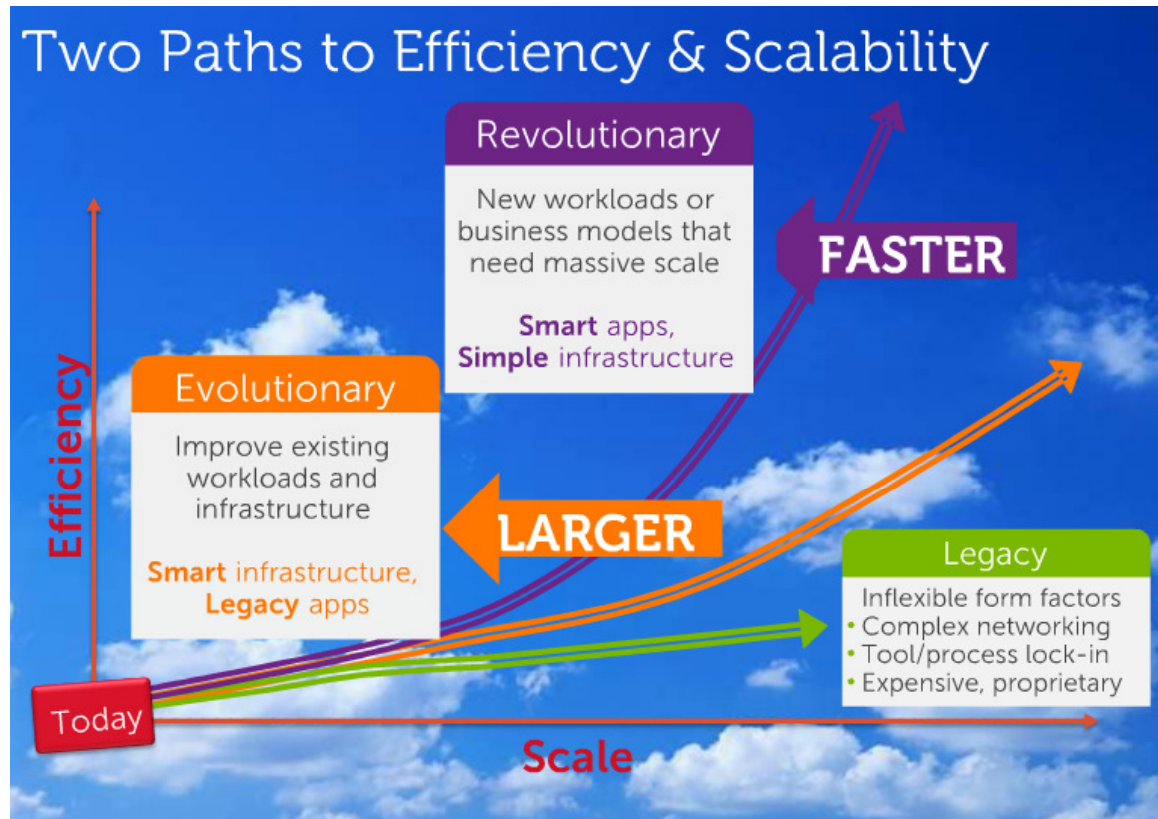 Two Paths to Efficiency & Scalability
Revolutionary
New workloads or
business models that
need massive scale
Smart apps,
Simple infrastructure
FASTER
Evolutionary
Improve existing
workloads and
infrastructure
Smart infrastructure,
Legacy apps
LARGER
Legacy
Inflexible form factors
• Complex networking
• Tool/process lock-in
• Expensive, proprietary
Efficiency
Today
Scale